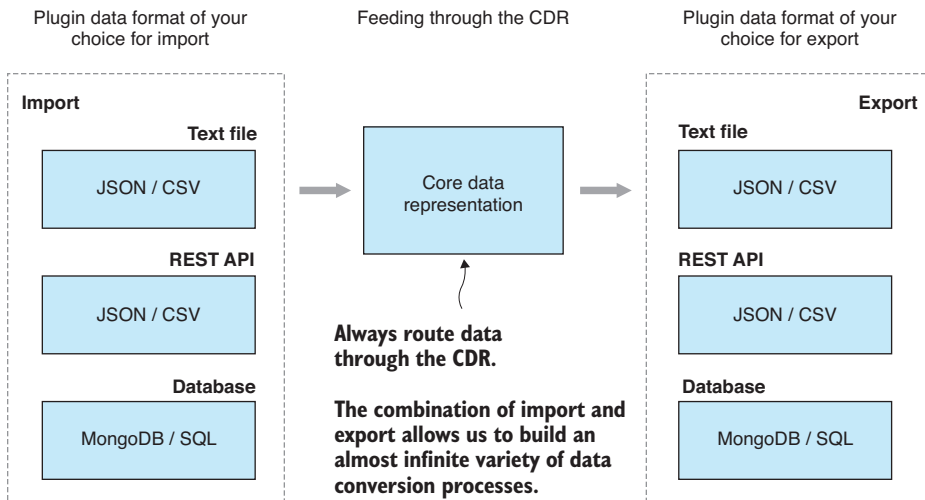 Plugin data format of your
choice for import
Feeding through the CDR
Plugin data format of your
choice for export
Import
Text file
JSON / CSV
REST API
JSON / CSV
Database
MongoDB / SQL
Core data
representation
Always route data
through the CDR.
The combination of import and
export allows us to build an
almost infinite variety of data
conversion processes.
Export
Text file
JSON / CSV
REST API
JSON / CSV
Database
MongoDB / SQL